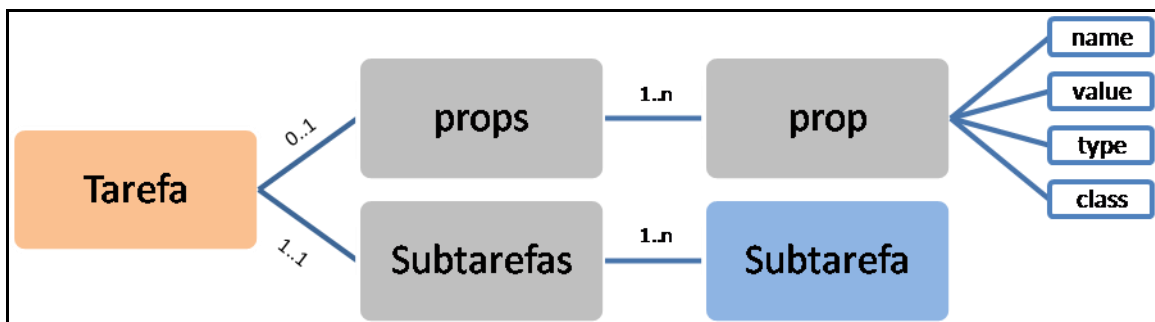 name
value
type
class
props
1..n
prop
0..1
Tarefa
1..1
Subtarefas
1..n
Subtarefa